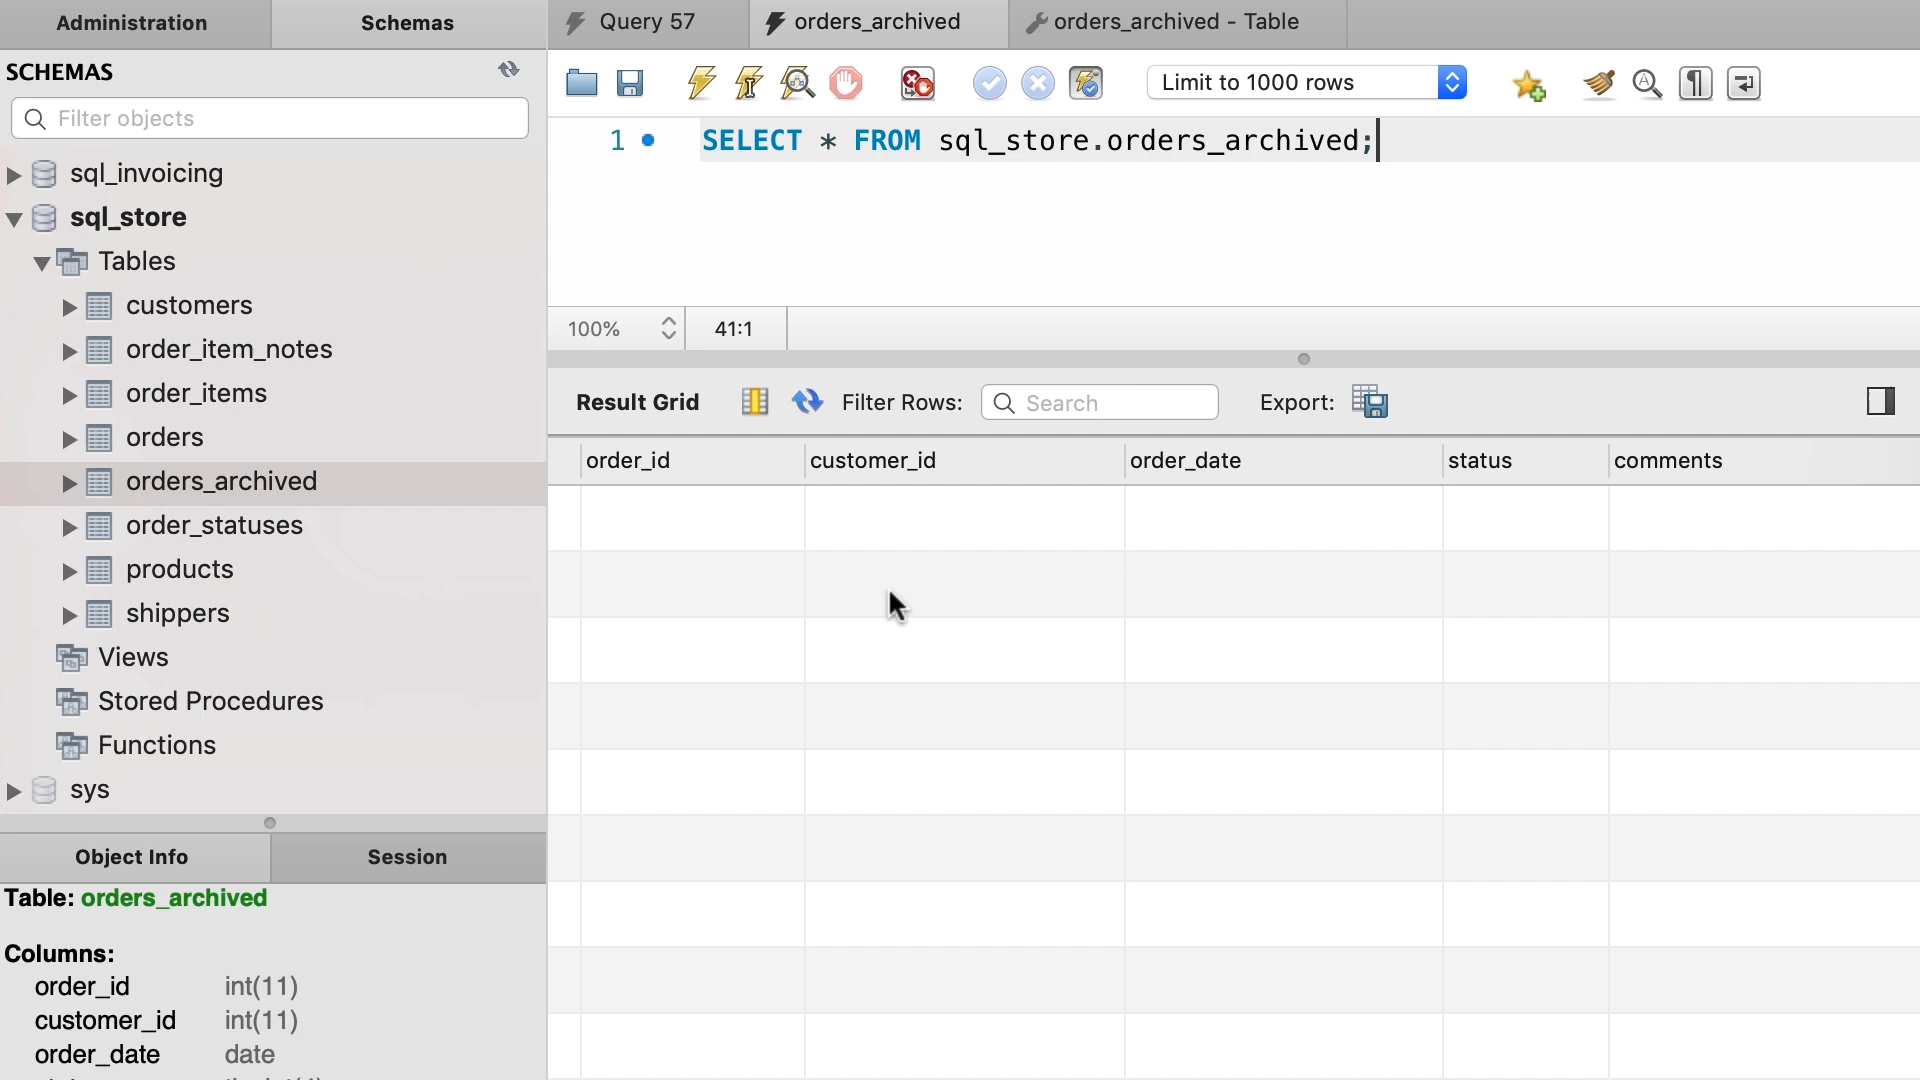 Administration
Schemas
Query 57
orders_archived
orders_archived - Table
SCHEMAS
Filter objects
sql_invoicing
sql_store
Tables
customers
order_item_notes
order_items
orders
orders_archived
order_statuses
products
shippers
Views
Stored Procedures
Functions
sys
Object Info
Session
Table: orders_archived
Columns:
order_id int(11)
customer_id int(11)
order_date date
Limit to 1000 rows
1 SELECT * FROM sql_store.orders_archived;
100%
41:1
Result Grid
Filter Rows:
Search
Export:
order_id
customer_id
order_date
status
comments